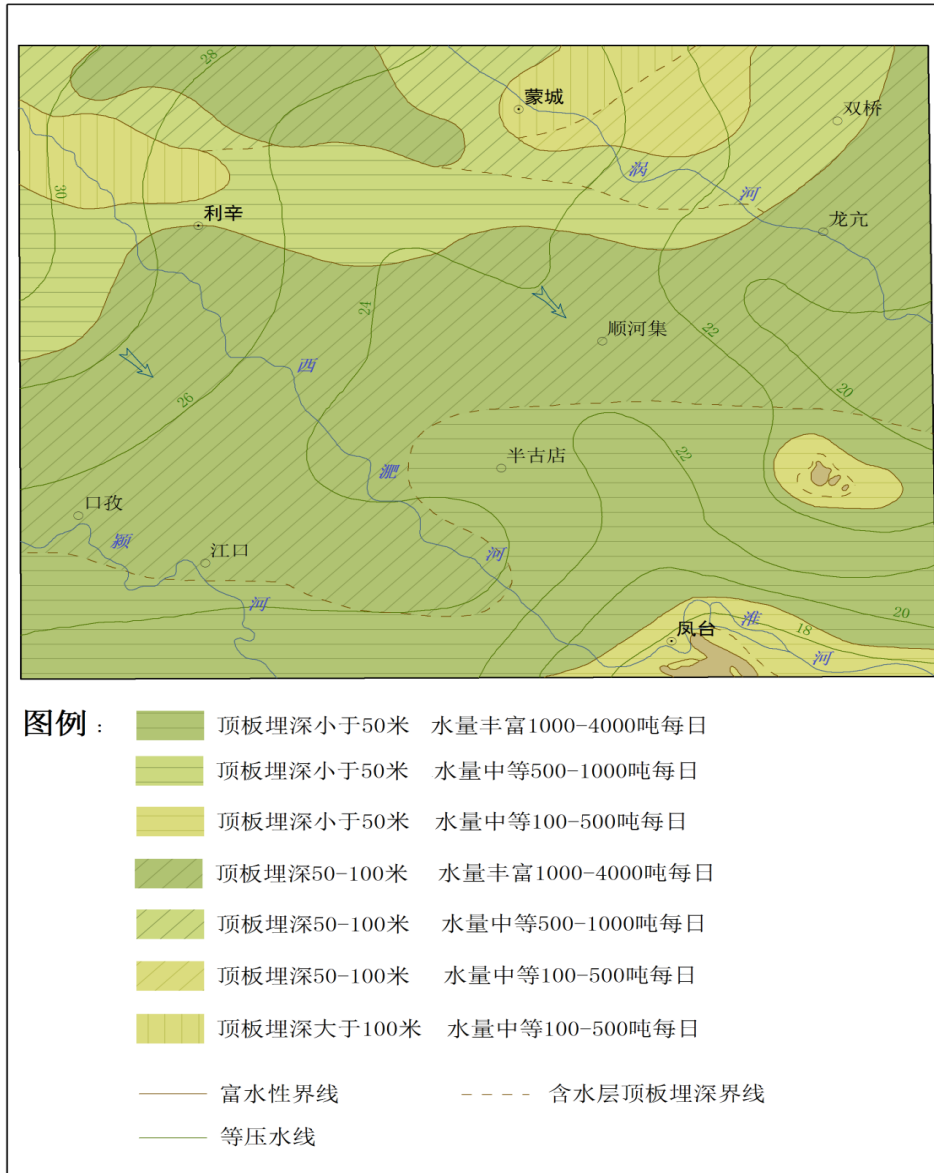 28
蒙城
双桥
涡
河
30
利辛
龙亢
24
22
顺河集
西
26
20
半古店
22
淝
口孜
颍
江口
河
河
20
凤台
淮
18
河
图例：
顶板埋深小于50米 水量丰富1000-4000吨每日
顶板埋深小于50米 水量中等500-1000吨每日
顶板埋深小于50米 水量中等100-500吨每日
顶板埋深50-100米 水量丰富1000-4000吨每日
顶板埋深50-100米 水量中等500-1000吨每日
顶板埋深50-100米 水量中等100-500吨每日
顶板埋深大于100米 水量中等100-500吨每日
富水性界线 含水层顶板埋深界线
等压水线